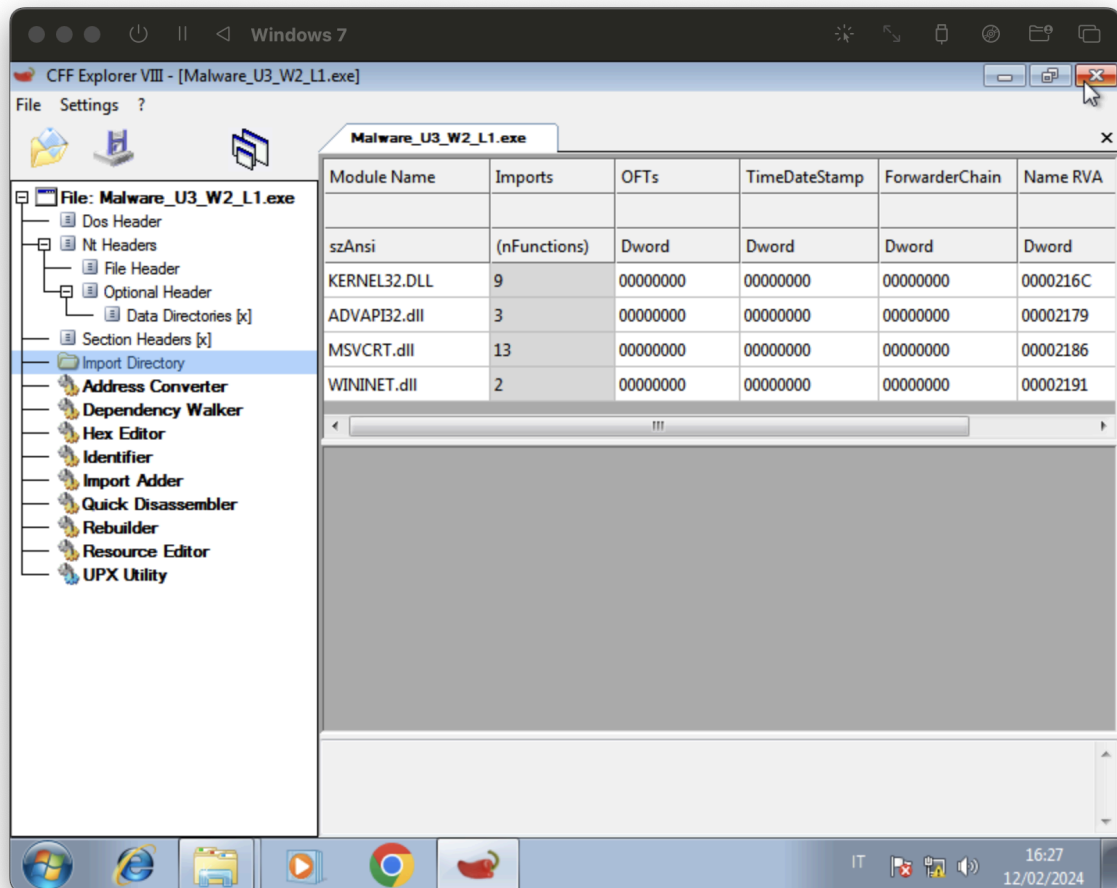 Windows 7
CFF Explorer VIII - [Malware_U3_W2_L1.exe]
File Settings ?
Malware_U3_W2_L1.exe
File: Malware_U3_W2_L1.exe
Dos Header
Nt Headers
File Header
Optional Header
Data Directories [x]
Section Headers [x]
Import Directory
Address Converter
Dependency Walker
Hex Editor
Identifier
Import Adder
Quick Disassembler
Rebuilder
Resource Editor
UPX Utility
Module Name Imports OFTs TimeDateStamp ForwarderChain Name RVA
szAnsi (nFunctions) Dword Dword Dword Dword
KERNEL32.DLL 9 00000000 00000000 00000000 0000216C
ADVAPI32.dll 3 00000000 00000000 00000000 00002179
MSVCRT.dll 13 00000000 00000000 00000000 00002186
WININET.dll 2 00000000 00000000 00000000 00002191
IT
16:27
12/02/2024